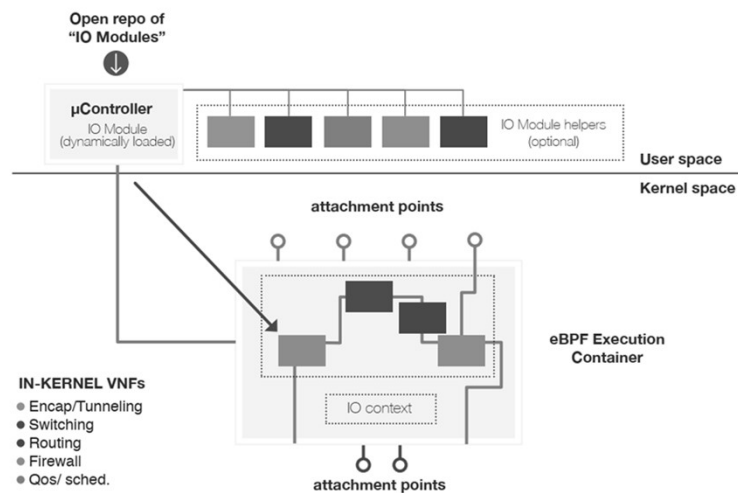 Open repo of
"IO Modules"
µController
IO Module
(dynamically loaded)
IO Module helpers
(optional)
User space
Kernel space
attachment points
eBPF Execution
Container
IN-KERNEL VNFs
Encap/Tunneling
Switching
Routing
Firewall
Qos/ sched.
IO context
attachment points